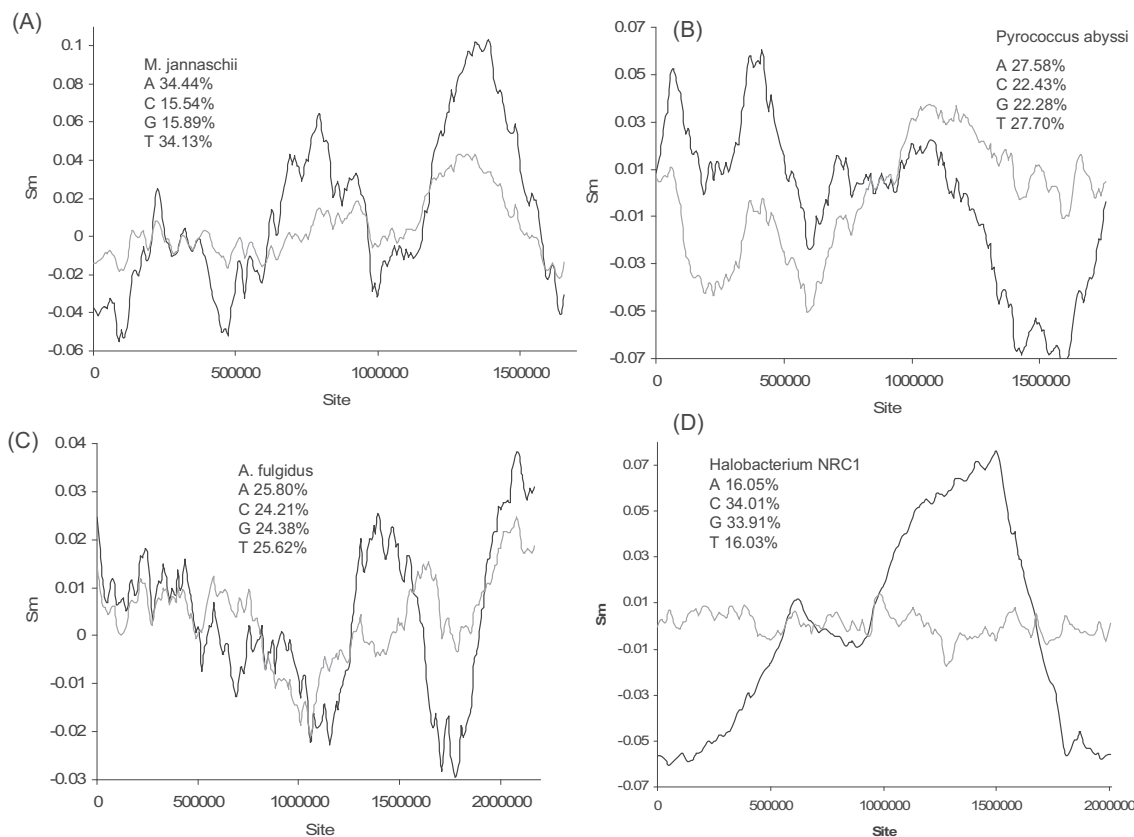 (A)
M. jannaschii
A 34.44%
C 15.54%
G 15.89%
T 34.13%
Sm
0.1
0.08
0.06
0.04
0.02
0
-0.02
-0.04
-0.06
0 500000 1000000 1500000
Site
(B)
Pyrococcus abyssi
A 27.58%
C 22.43%
G 22.28%
T 27.70%
Sm
0.07
0.05
0.03
0.01
-0.01
-0.03
-0.05
-0.07
0 500000 1000000 1500000
Site
(C)
A. fulgidus
A 25.80%
C 24.21%
G 24.38%
T 25.62%
Sm
0.04
0.03
0.02
0.01
0
-0.01
-0.02
-0.03
0 500000 1000000 1500000 2000000
Site
(D)
Halobacterium NRC1
A 16.05%
C 34.01%
G 33.91%
T 16.03%
Sm
0.07
0.05
0.03
0.01
-0.01
-0.03
-0.05
-0.07
0 500000 1000000 1500000 2000000
Site